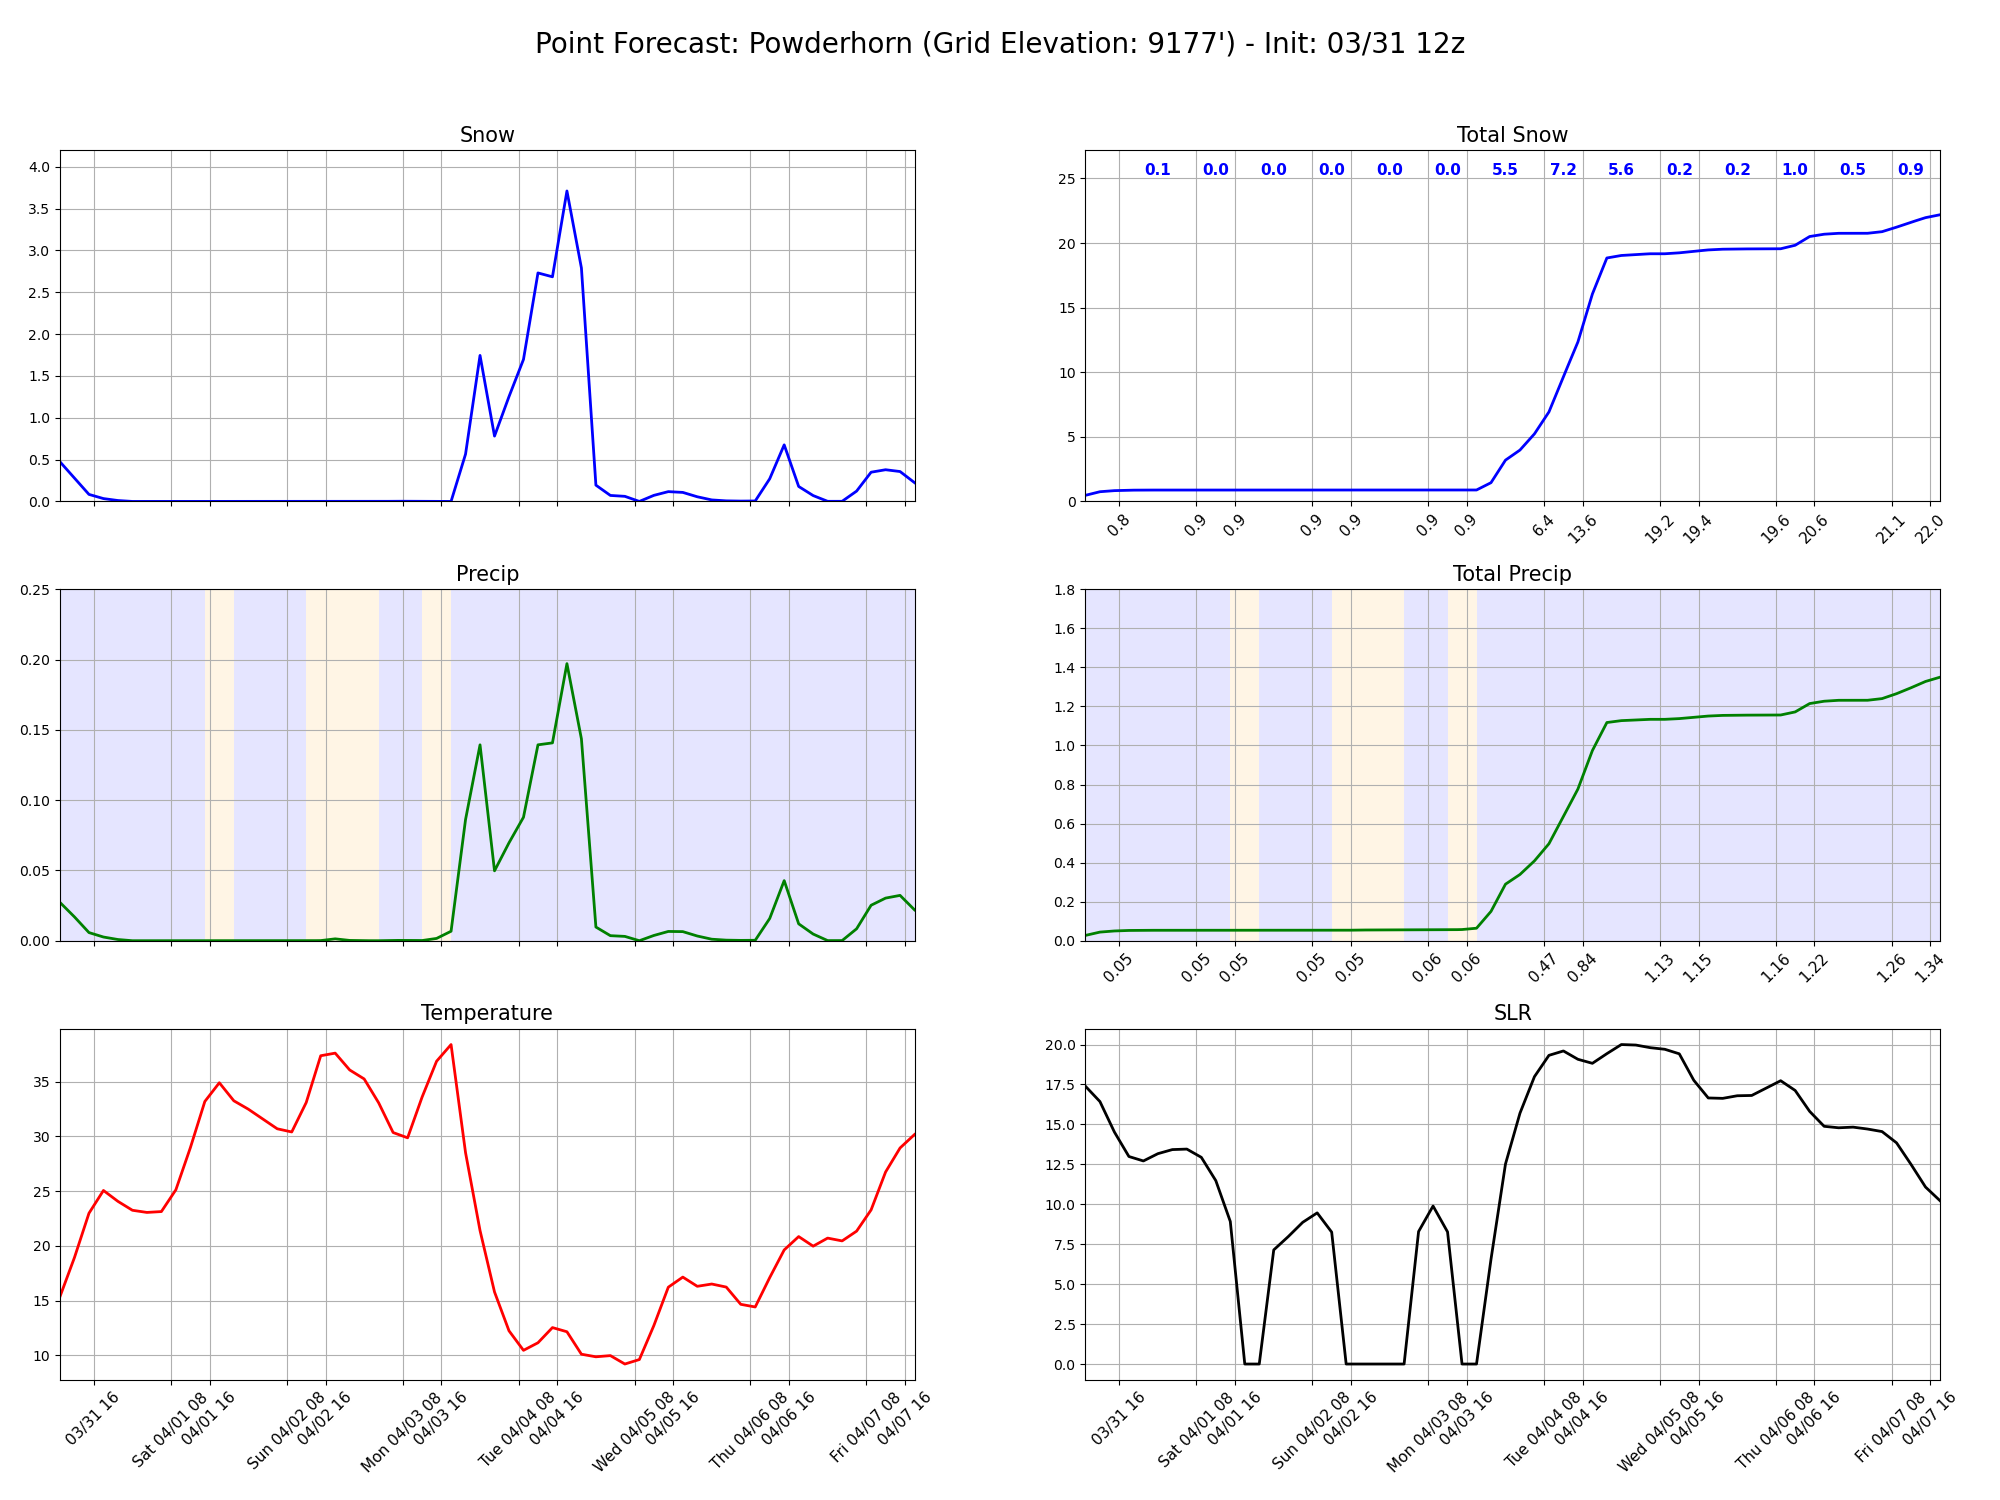 Point Forecast: Powderhorn (Grid Elevation: 9177') - Init: 03/31 12z
Snow
4.0
3.5
3.0
2.5
2.0
1.5
1.0
0.5
0.0
Total Snow
0.1 0.0 0.0 0.0 0.0 0.0 5.5 7.2 5.6 0.2 0.2 1.0 0.5 0.9
25
20
15
10
5
0
0.8 0.9 0.9 0.9 0.9 0.9 0.9 6.4 13.6 19.2 19.4 19.6 20.6 21.1 22.0
Precip
0.25
0.20
0.15
0.10
0.05
0.00
Total Precip
1.8
1.6
1.4
1.2
1.0
0.8
0.6
0.4
0.2
0.0
0.05 0.05 0.05 0.05 0.05 0.06 0.06 0.47 0.84 1.13 1.15 1.16 1.22 1.26 1.34
Temperature
35
30
25
20
15
10
03/31 16
Sat 04/01 08
04/01 16
Sun 04/02 08
04/02 16
Mon 04/03 08
04/03 16
Tue 04/04 08
04/04 16
Wed 04/05 08
04/05 16
Thu 04/06 08
04/06 16
Fri 04/07 08
04/07 16
SLR
20.0
17.5
15.0
12.5
10.0
7.5
5.0
2.5
0.0
03/31 16
Sat 04/01 08
04/01 16
Sun 04/02 08
04/02 16
Mon 04/03 08
04/03 16
Tue 04/04 08
04/04 16
Wed 04/05 08
04/05 16
Thu 04/06 08
04/06 16
Fri 04/07 08
04/07 16